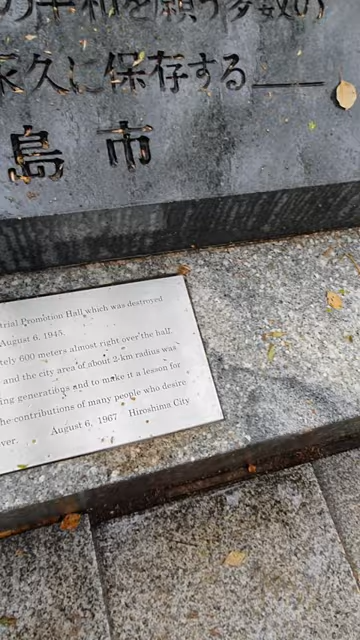 の平和を願う多数の
永久に保存する——
島市
trial Promotion Hall which was destroyed
August 6, 1945.
tely 600 meters almost right over the hall.
and the city area of about 2-km radius was
ing generations and to make it a lesson for
he contributions of many people who desire
ver.
August 6, 1967 Hiroshima City